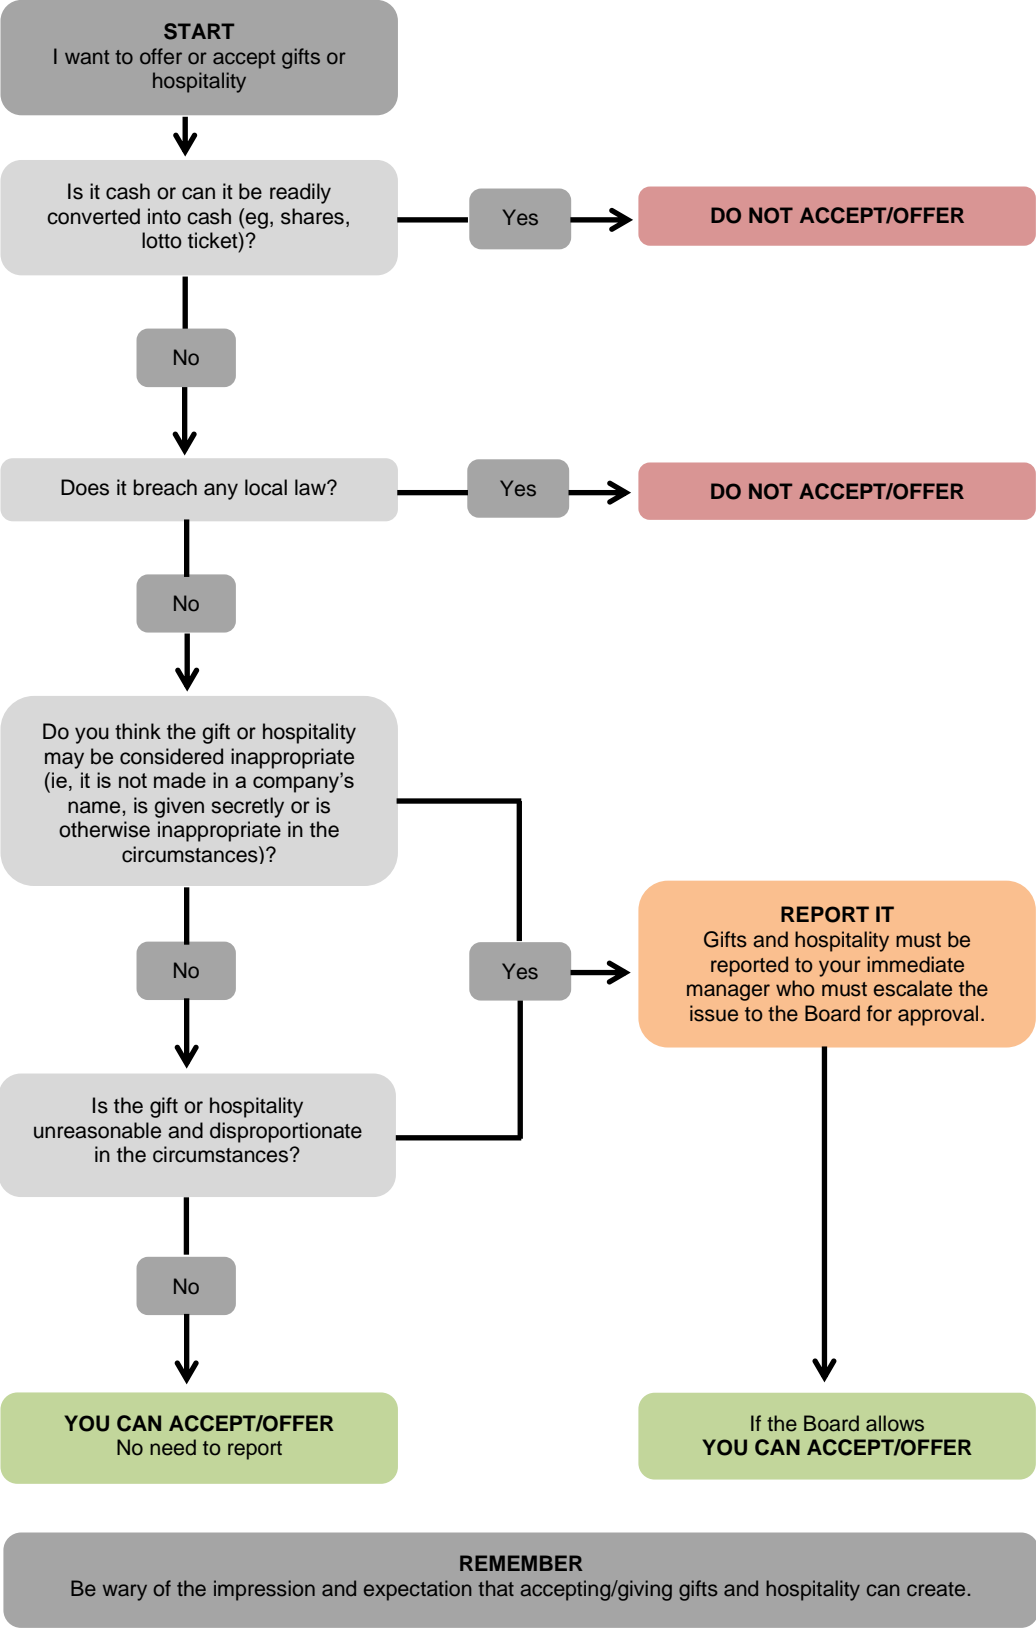 START
I want to offer or accept gifts or
hospitality
Is it cash or can it be readily
converted into cash (eg, shares,
lotto ticket)?
Yes
DO NOT ACCEPT/OFFER
No
Does it breach any local law?
Yes
DO NOT ACCEPT/OFFER
No
Do you think the gift or hospitality
may be considered inappropriate
(ie, it is not made in a company’s
name, is given secretly or is
otherwise inappropriate in the
circumstances)?
No
Yes
REPORT IT
Gifts and hospitality must be
reported to your immediate
manager who must escalate the
issue to the Board for approval.
Is the gift or hospitality
unreasonable and disproportionate
in the circumstances?
No
YOU CAN ACCEPT/OFFER
No need to report
If the Board allows
YOU CAN ACCEPT/OFFER
REMEMBER
Be wary of the impression and expectation that accepting/giving gifts and hospitality can create.